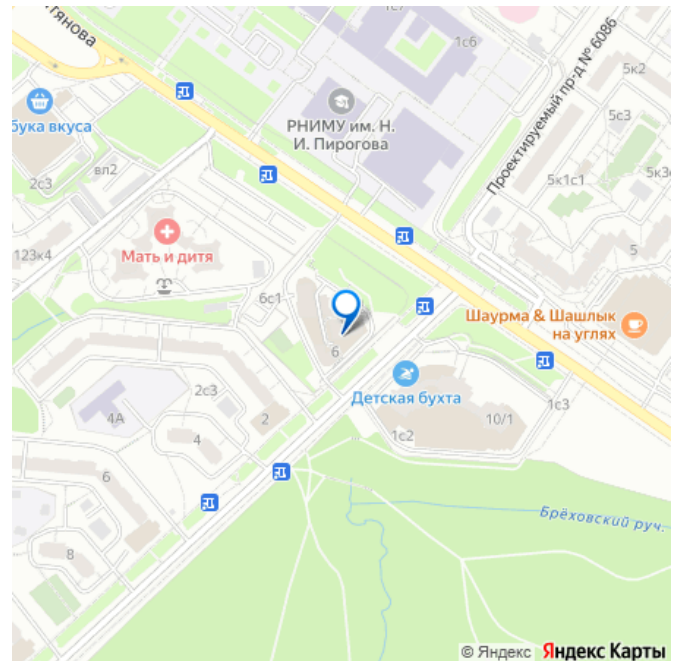 тянова
1с7
1с6
Проектируемый пр-д № 6086
5к2
бука вкуса
РНИМУ им. Н.
И. Пирогова
5с3
2с3
вл2
5к1с1
5к3с
123к4
Мать и дитя
5
6с1
Шаурма & Шашлык
на углях
6
2с3
Детская бухта
1с3
4А
2
10/1
4
1с2
6
Брёховский руч.
8
© Яндекс Яндекс Карты